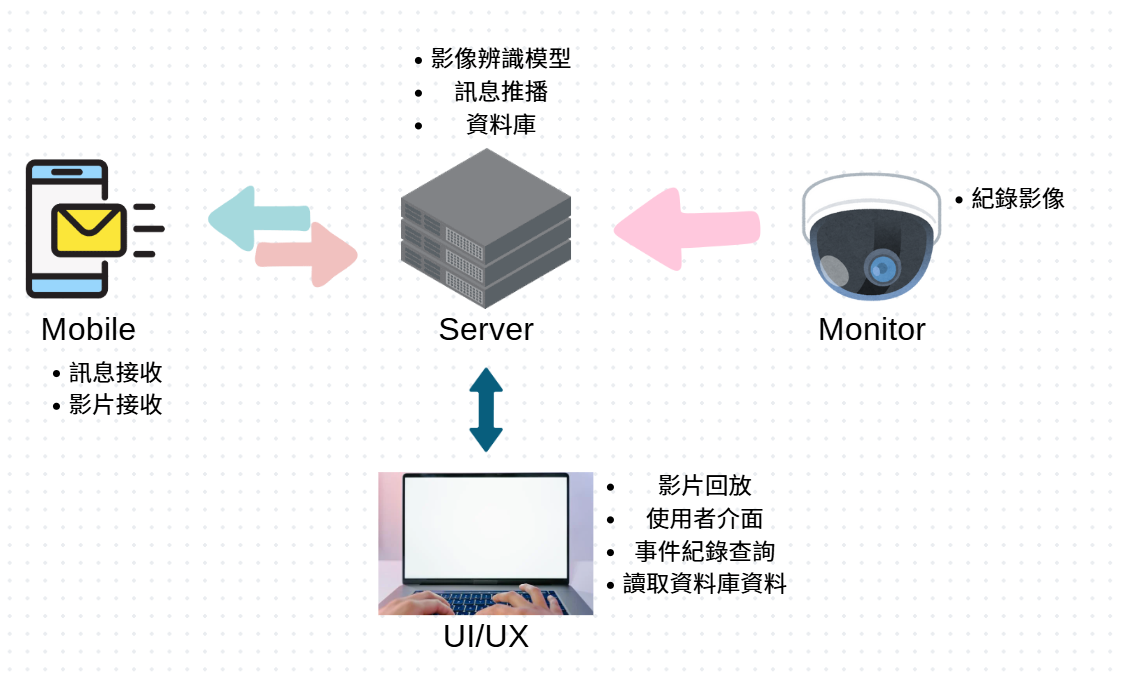 • 影像辨識模型
• 訊息推播
• 資料庫
• 紀錄影像
Mobile
Server
Monitor
• 訊息接收
• 影片接收
• 影片回放
• 使用者介面
• 事件紀錄查詢
• 讀取資料庫資料
UI/UX